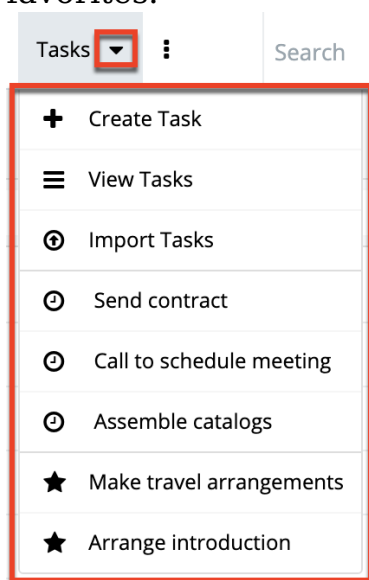 favorites.
Tasks
Search
Create Task
View Tasks
Import Tasks
Send contract
Call to schedule meeting
Assemble catalogs
Make travel arrangements
Arrange introduction